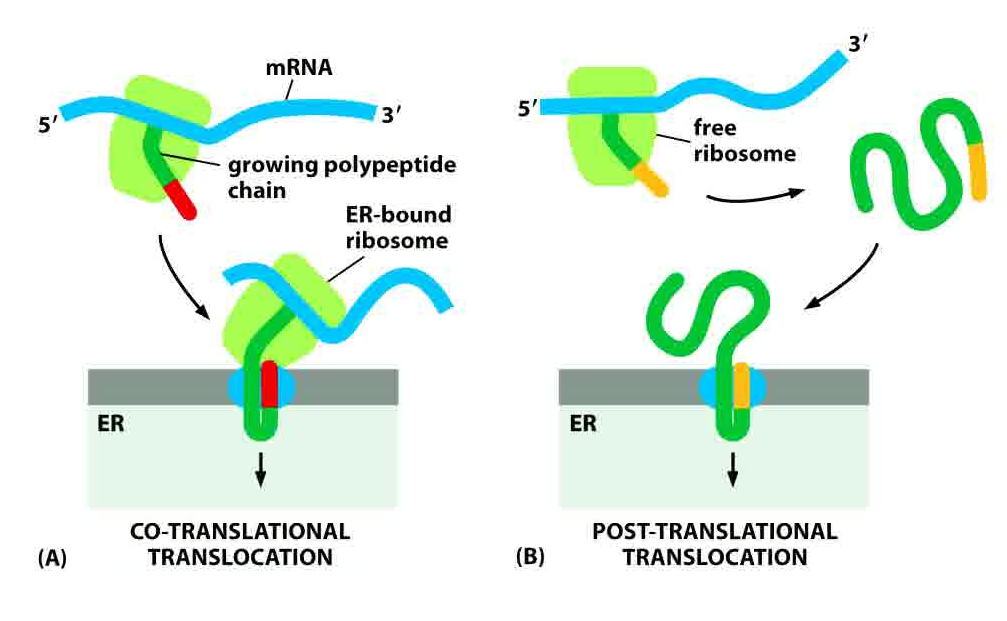 mRNA
5′
3′
growing polypeptide
chain
ER-bound
ribosome
ER
CO-TRANSLATIONAL
TRANSLOCATION
(A)
3′
5′
free
ribosome
ER
POST-TRANSLATIONAL
TRANSLOCATION
(B)